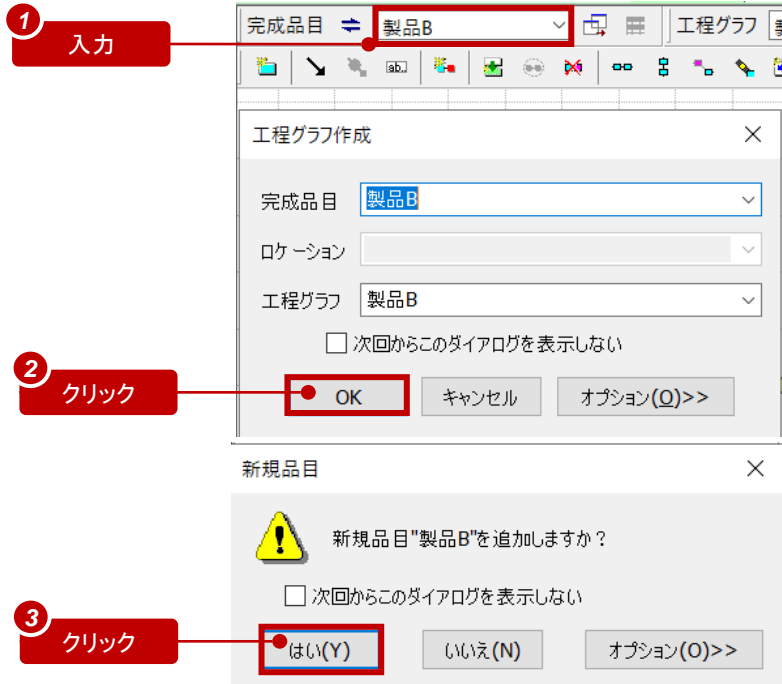 1
入力
完成品目 製品B 工程グラフ
ab.
工程グラフ作成
完成品目 製品B
ロケーション
工程グラフ 製品B
次回からこのダイアログを表示しない
2
クリック
OK キャンセル オプション(O)>>
新規品目
新規品目"製品B"を追加しますか？
次回からこのダイアログを表示しない
3
クリック
はい(Y) いいえ(N) オプション(O)>>